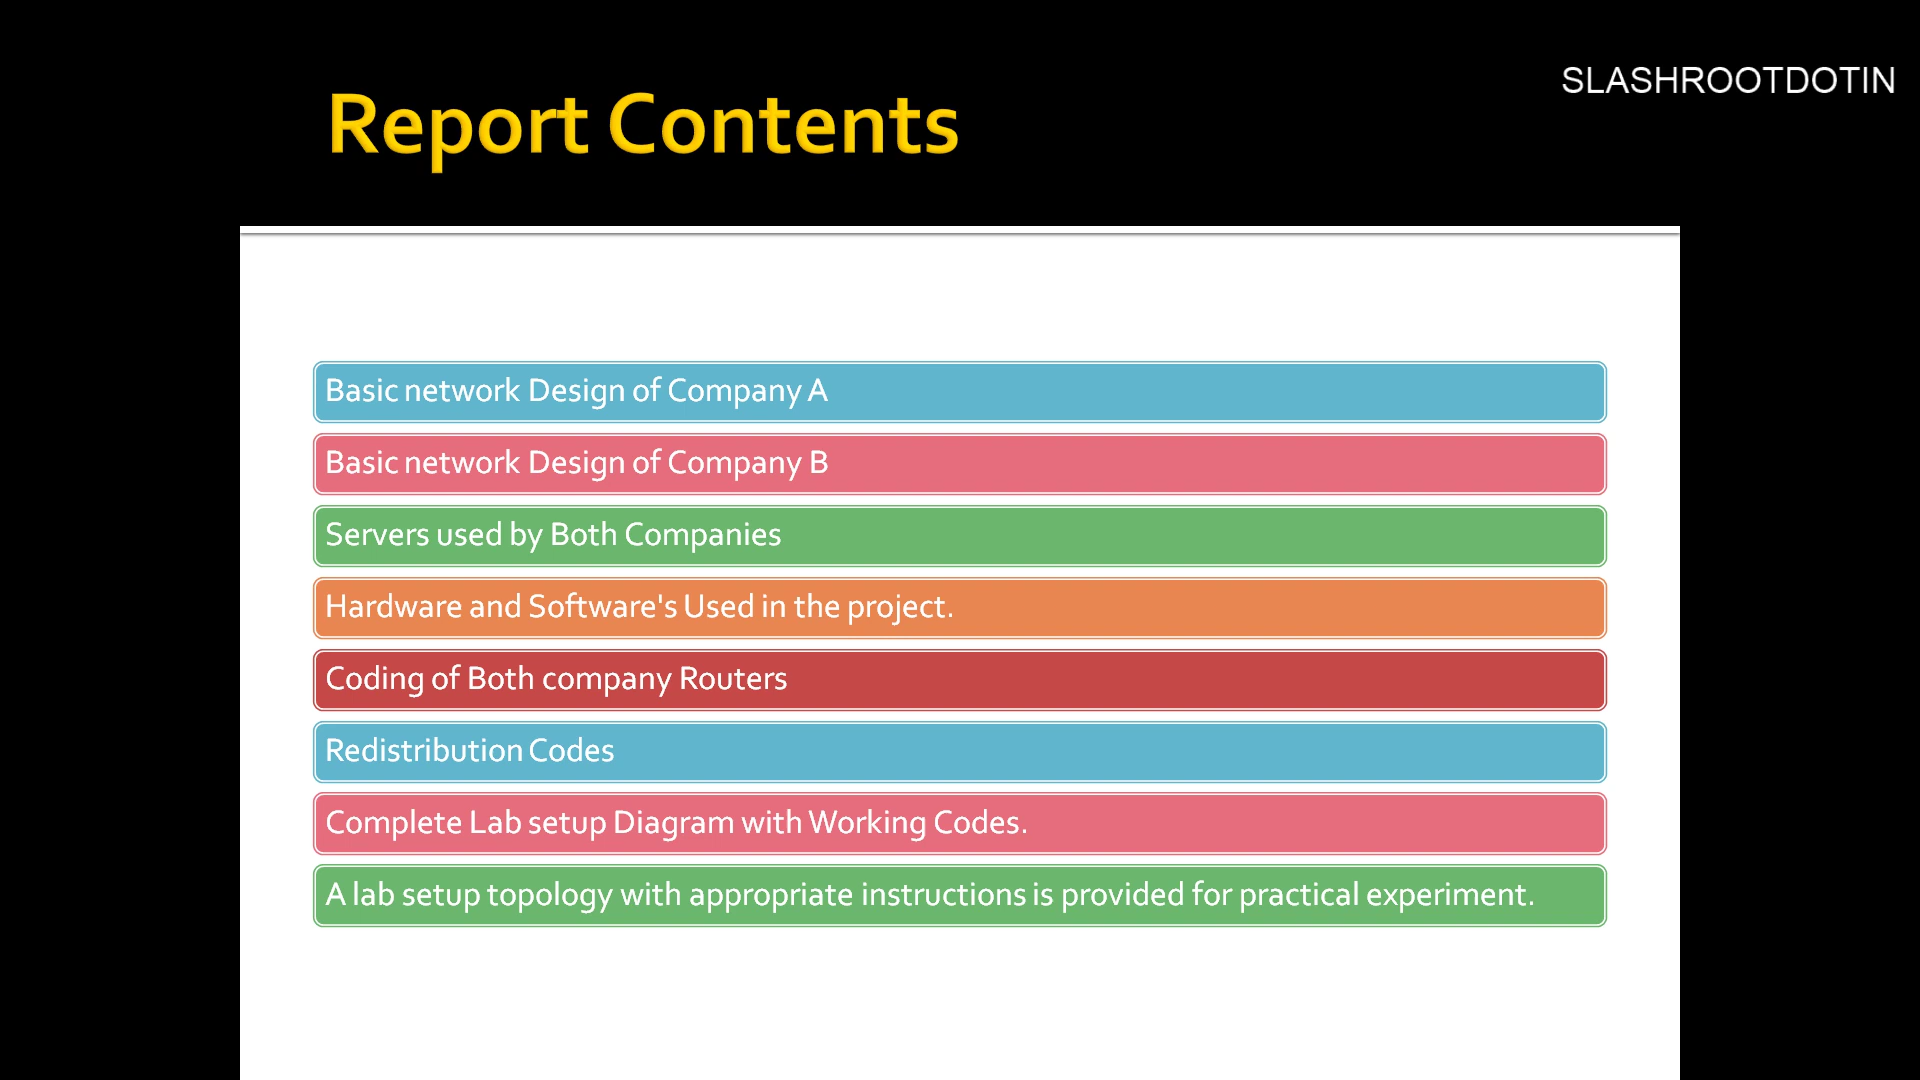 SLASHROOTDOTIN
Report Contents
Basic network Design of Company A
Basic network Design of Company B
Servers used by Both Companies
Hardware and Software's Used in the project.
Coding of Both company Routers
Redistribution Codes
Complete Lab setup Diagram with Working Codes.
A lab setup topology with appropriate instructions is provided for practical experiment.